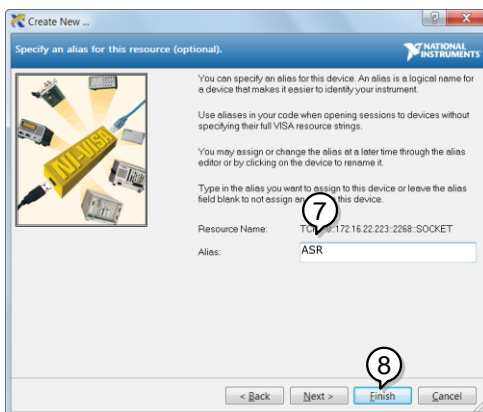 Create New ...
Specify an alias for this resource (optional).
NATIONAL
INSTRUMENTS
You can specify an alias for this device. An alias is a logical name for
a device that makes it easier to identify your instrument.
Use aliases in your code when opening sessions to devices without
specifying their full VISA resource strings.
You may assign or change the alias at a later time through the alias
editor or by clicking on the device to rename it.
Type in the alias you want to assign to this device or leave the alias
field blank to not assign an this device.
7
Resource Name: ::172.16.22.223::2268::SOCKET
Alias: ASR
NI-VISA
8
< Back Next > Finish Cancel